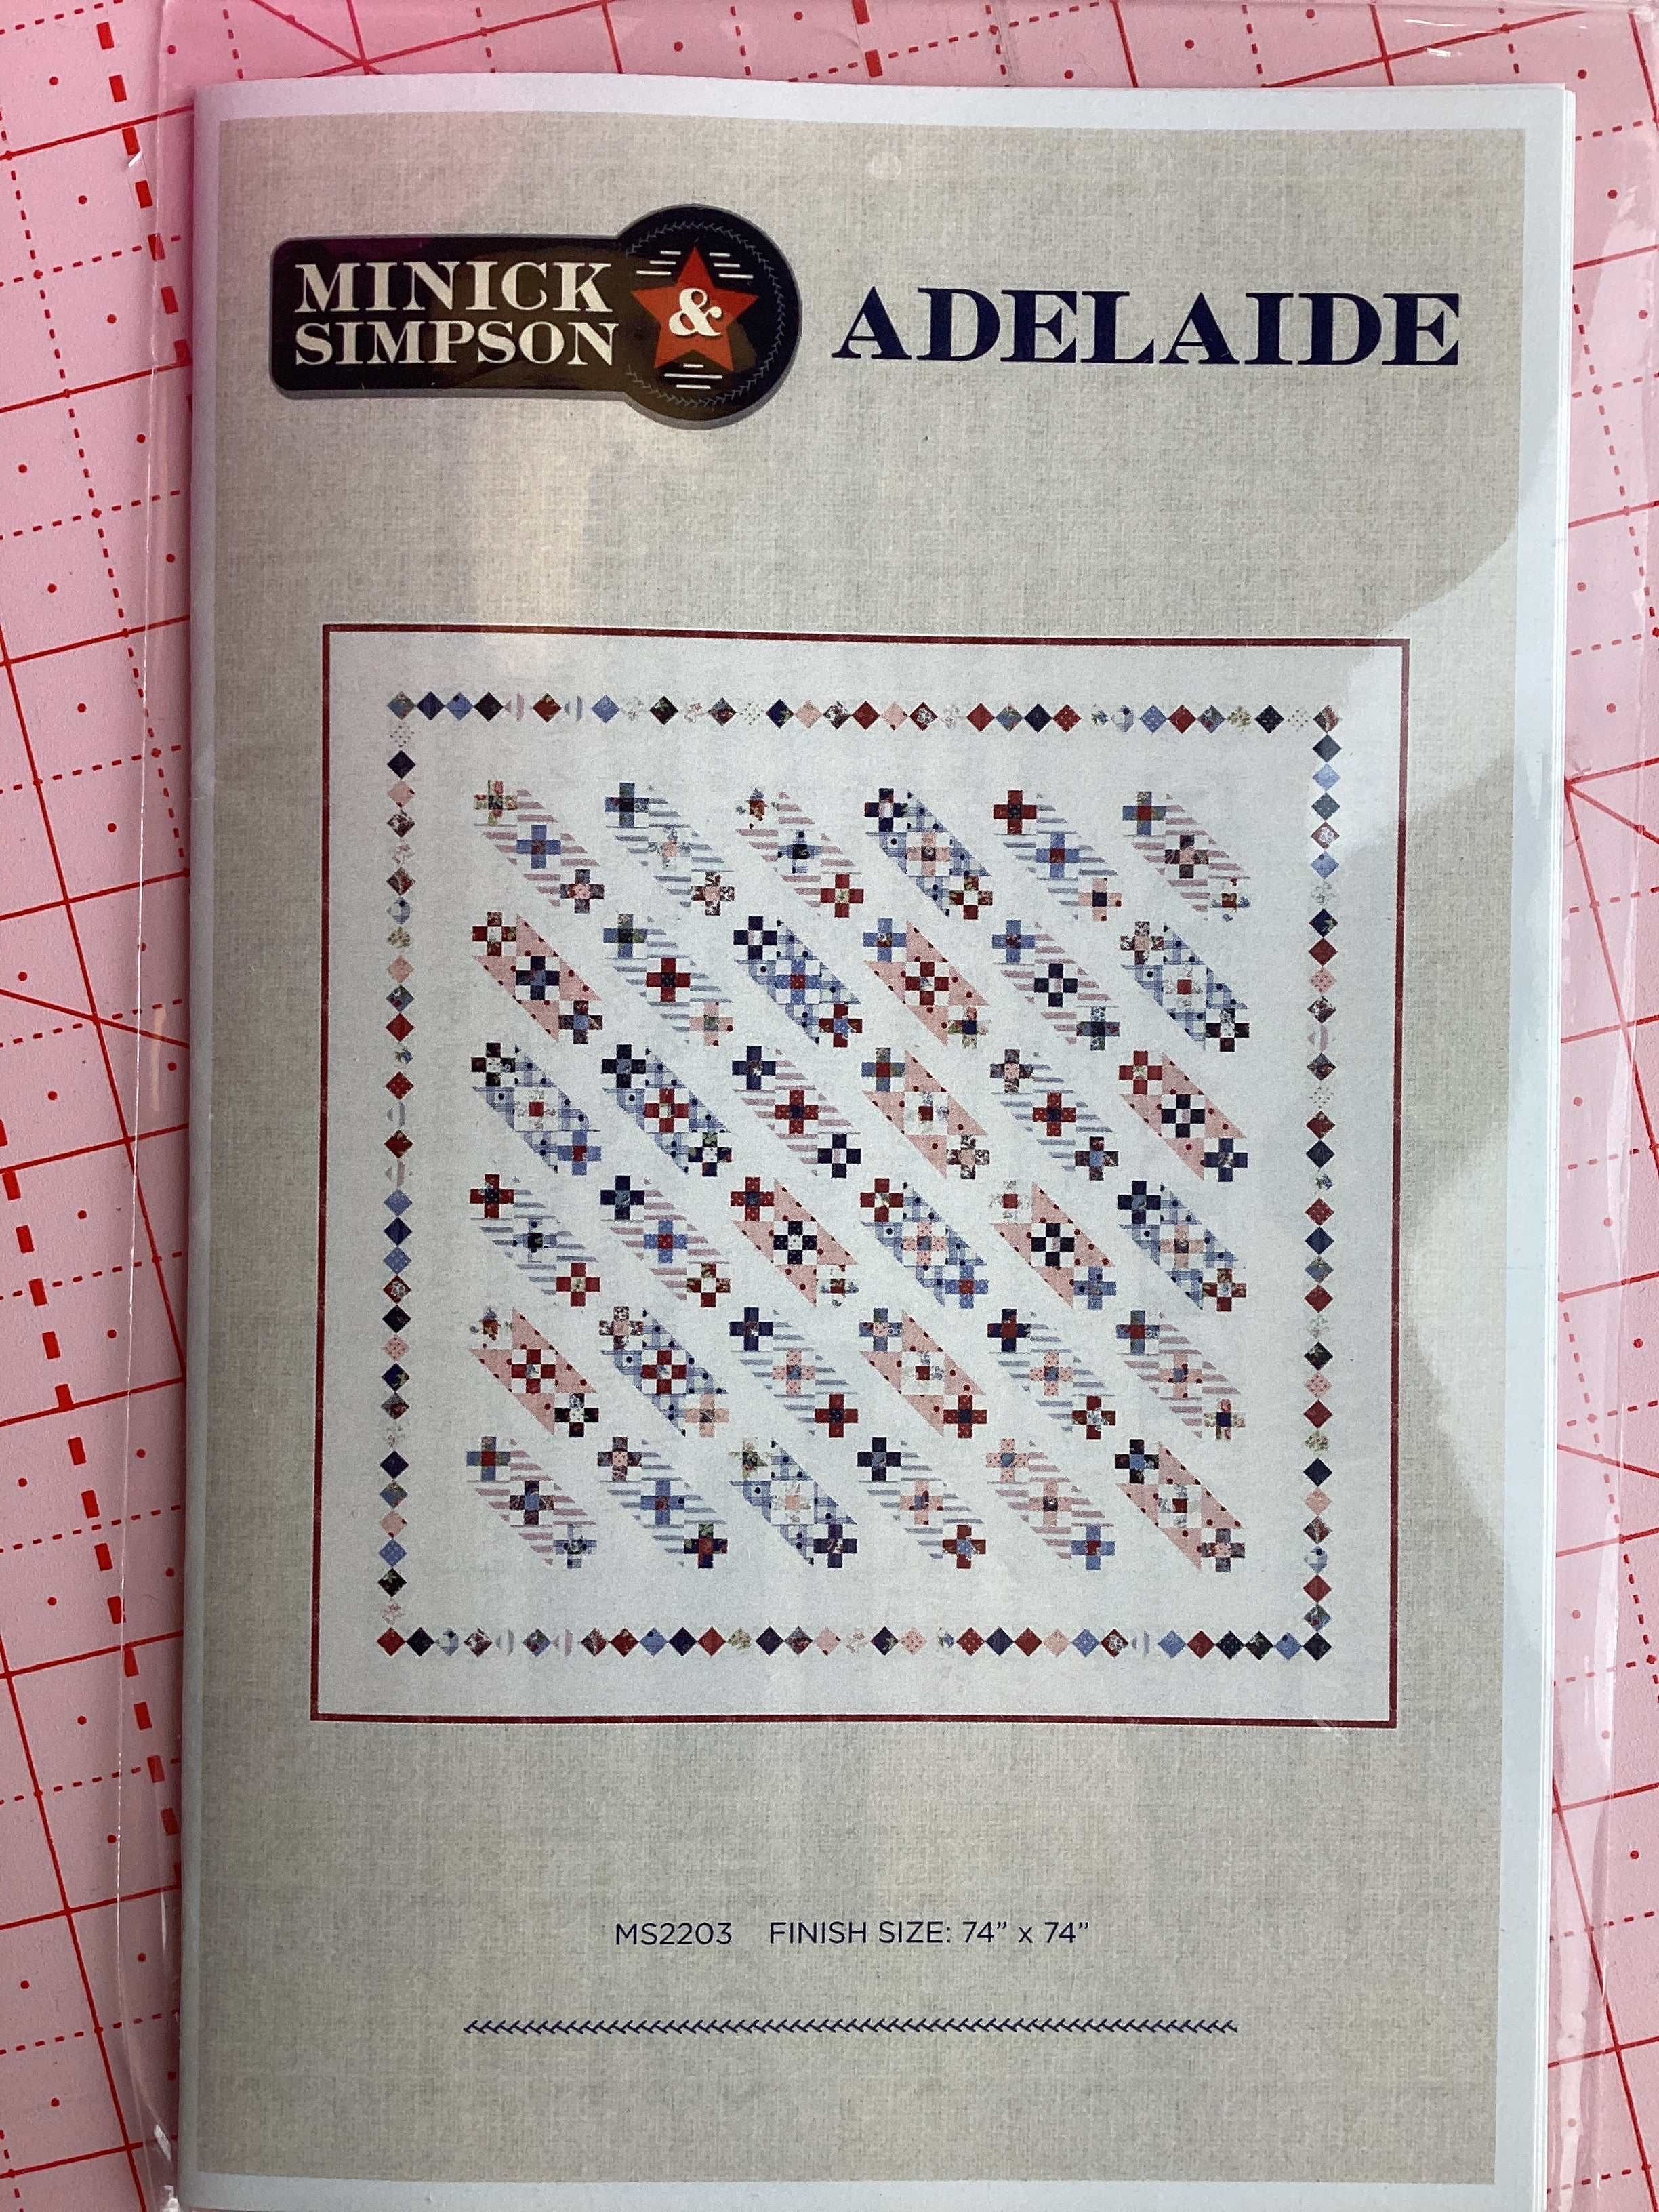 MINICK
&
SIMPSON
ADELAIDE
MS2203 FINISH SIZE: 74” x 74”